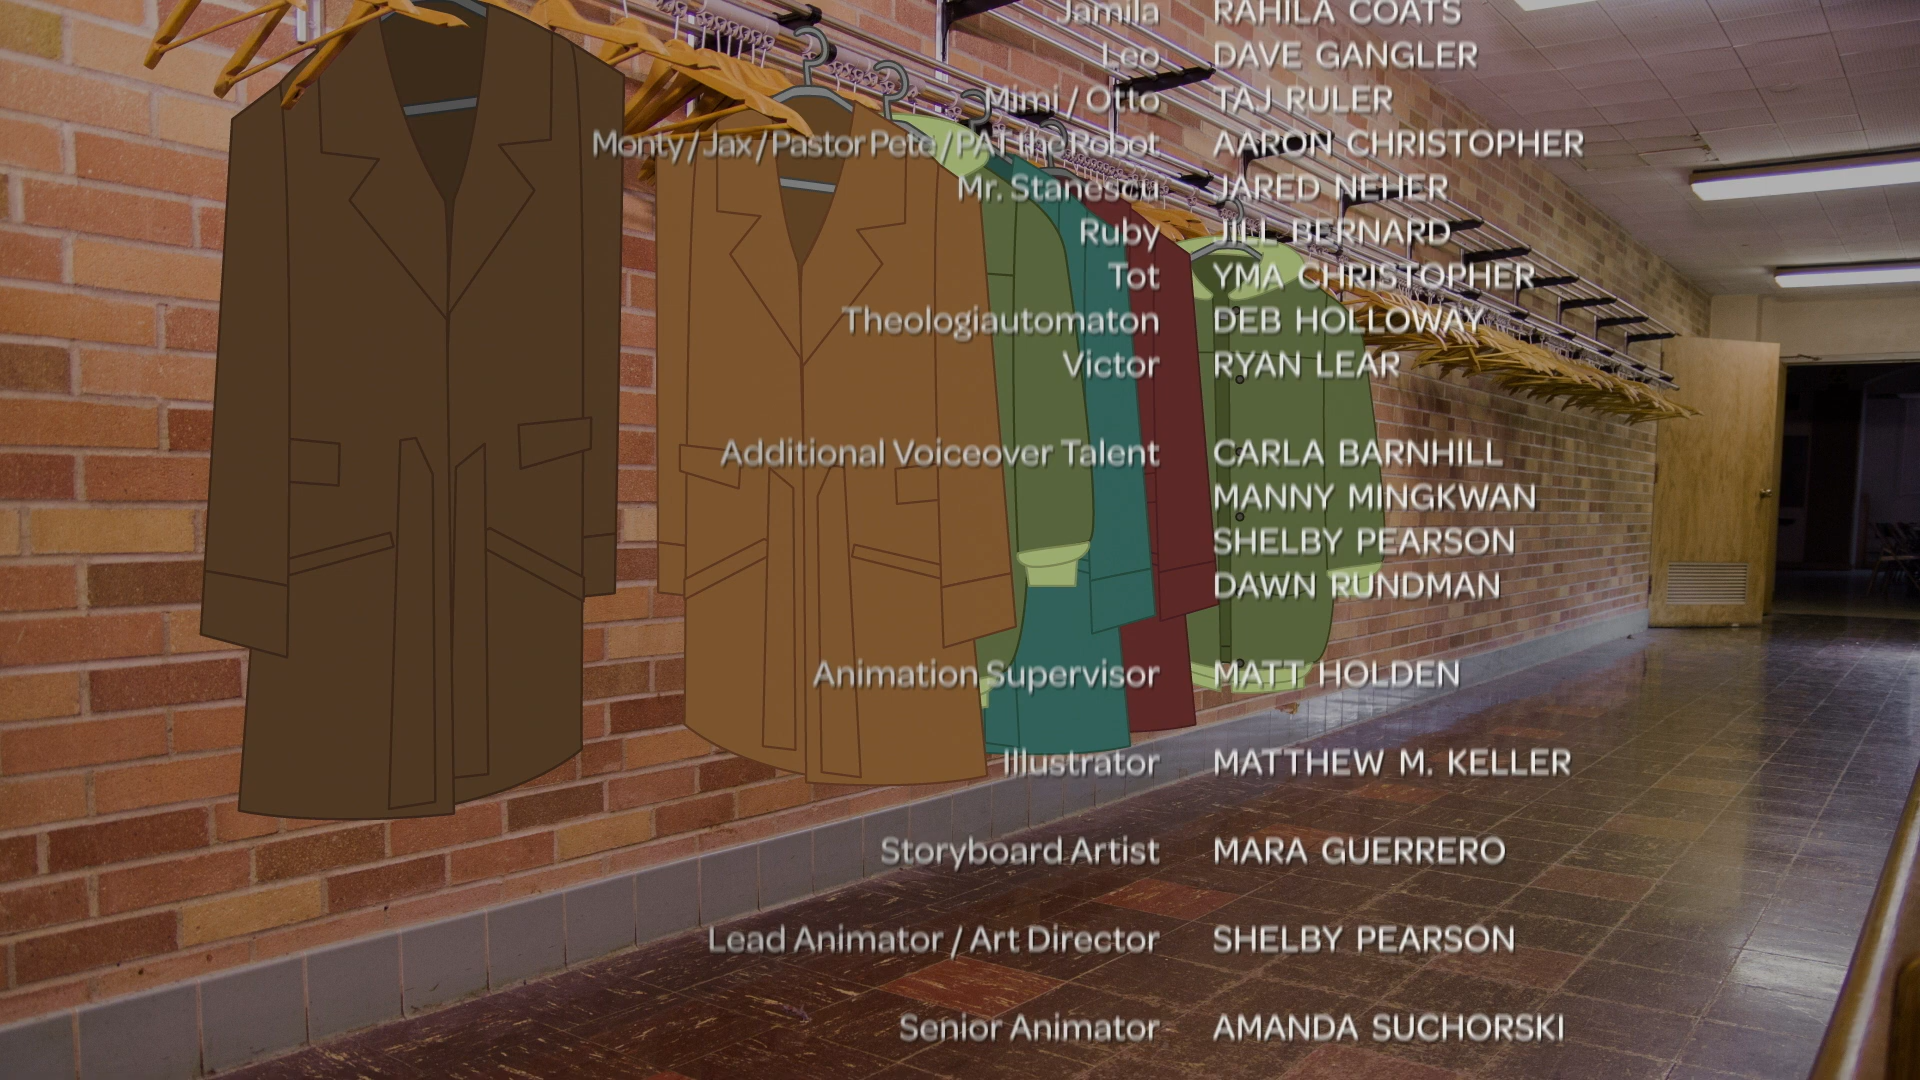 Jamila RAHILA COATS
Leo DAVE GANGLER
Mimi / Otto TAJ RULER
Monty / Jax / Pastor Pete / PAT the Robot AARON CHRISTOPHER
Mr. Stanescu JARED NEHER
Ruby JILL BERNARD
Tot YMA CHRISTOPHER
Theologiautomaton DEB HOLLOWAY
Victor RYAN LEAR
Additional Voiceover Talent CARLA BARNHILL
MANNY MINGKWAN
SHELBY PEARSON
DAWN RUNDMAN
Animation Supervisor MATT HOLDEN
Illustrator MATTHEW M. KELLER
Storyboard Artist MARA GUERRERO
Lead Animator / Art Director SHELBY PEARSON
Senior Animator AMANDA SUCHORSKI